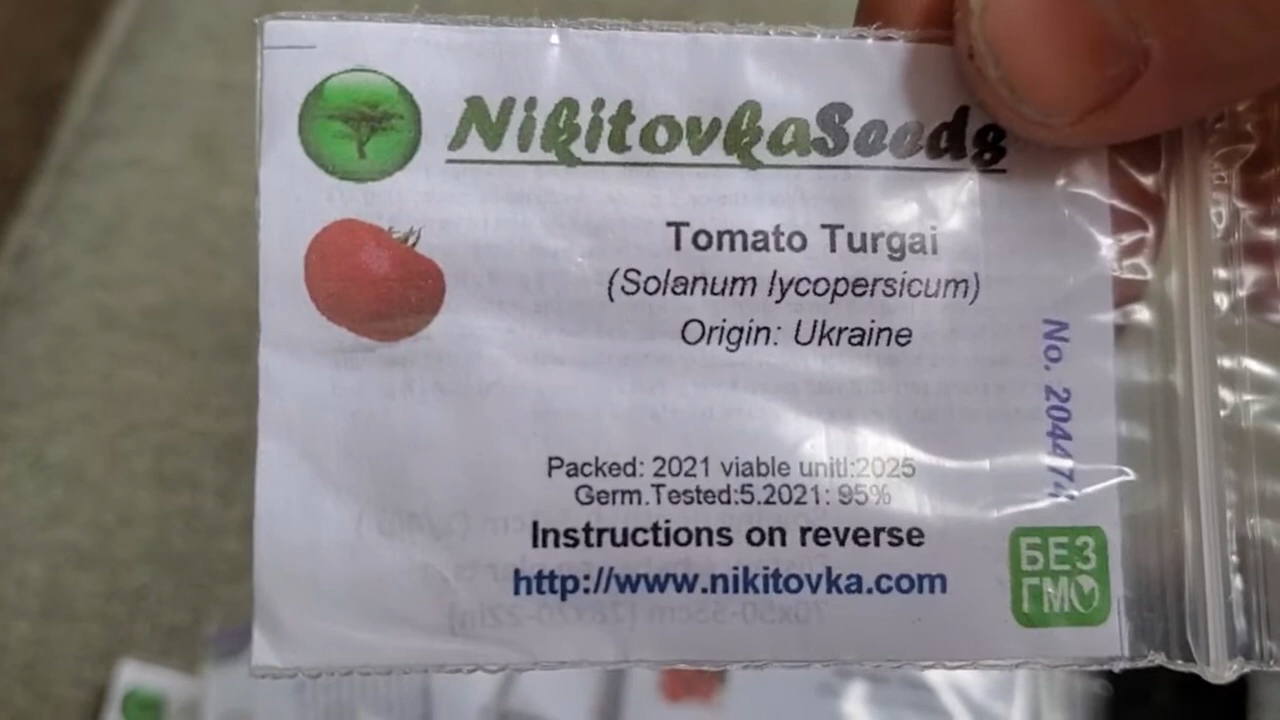 NikitovkaSeeds
Tomato Turgai
(Solanum lycopersicum)
Origin: Ukraine
Packed: 2021 viable unitl:2025
Germ.Tested:5.2021: 95%
Instructions on reverse
http://www.nikitovka.com
БЕЗ
ГМО